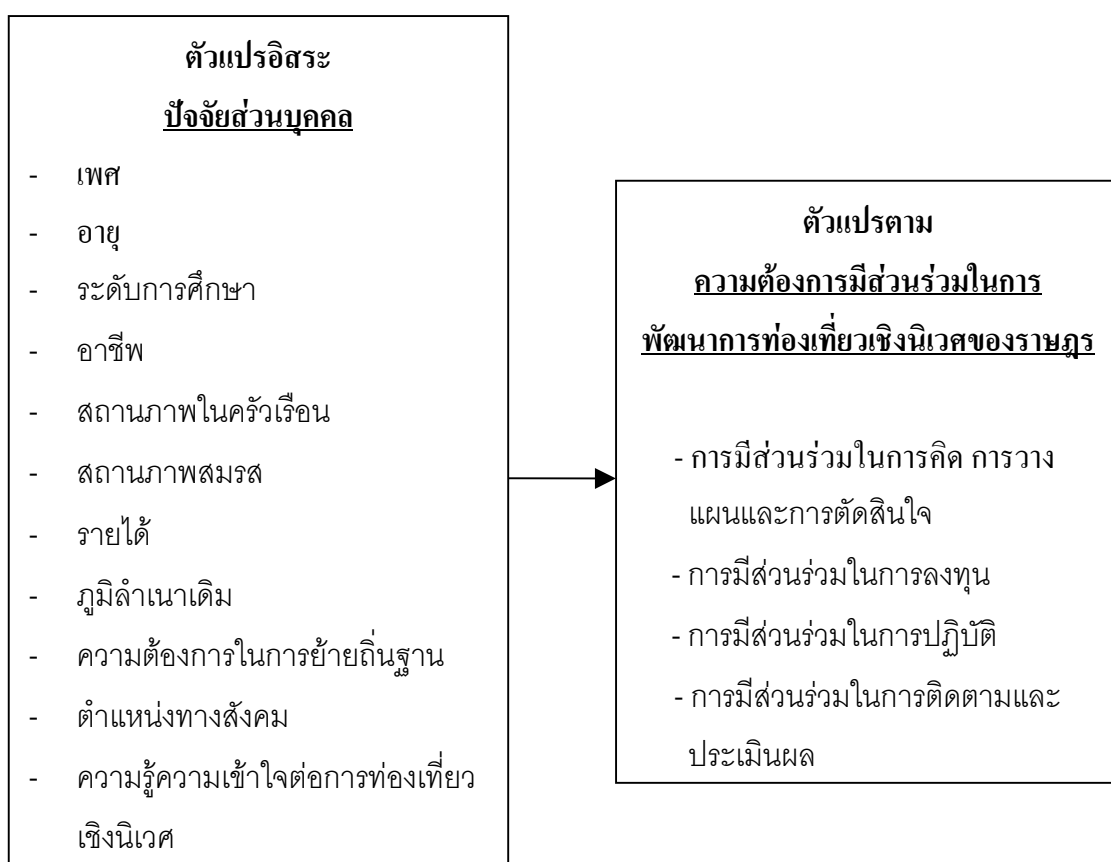 ตัวแปรอิสระ
ปัจจัยส่วนบุคคล
- เพศ
- อายุ
- ระดับการศึกษา
- อาชีพ
- สถานภาพในครัวเรือน
- สถานภาพสมรส
- รายได้
- ภูมิลำเนาเดิม
- ความต้องการในการย้ายถิ่นฐาน
- ตำแหน่งทางสังคม
- ความรู้ความเข้าใจต่อการท่องเที่ยว
เชิงนิเวศ
ตัวแปรตาม
ความต้องการมีส่วนร่วมในการ
พัฒนาการท่องเที่ยวเชิงนิเวศของราษฎร
- การมีส่วนร่วมในการคิด การวาง
แผนและการตัดสินใจ
- การมีส่วนร่วมในการลงทุน
- การมีส่วนร่วมในการปฏิบัติ
- การมีส่วนร่วมในการติดตามและ
ประเมินผล